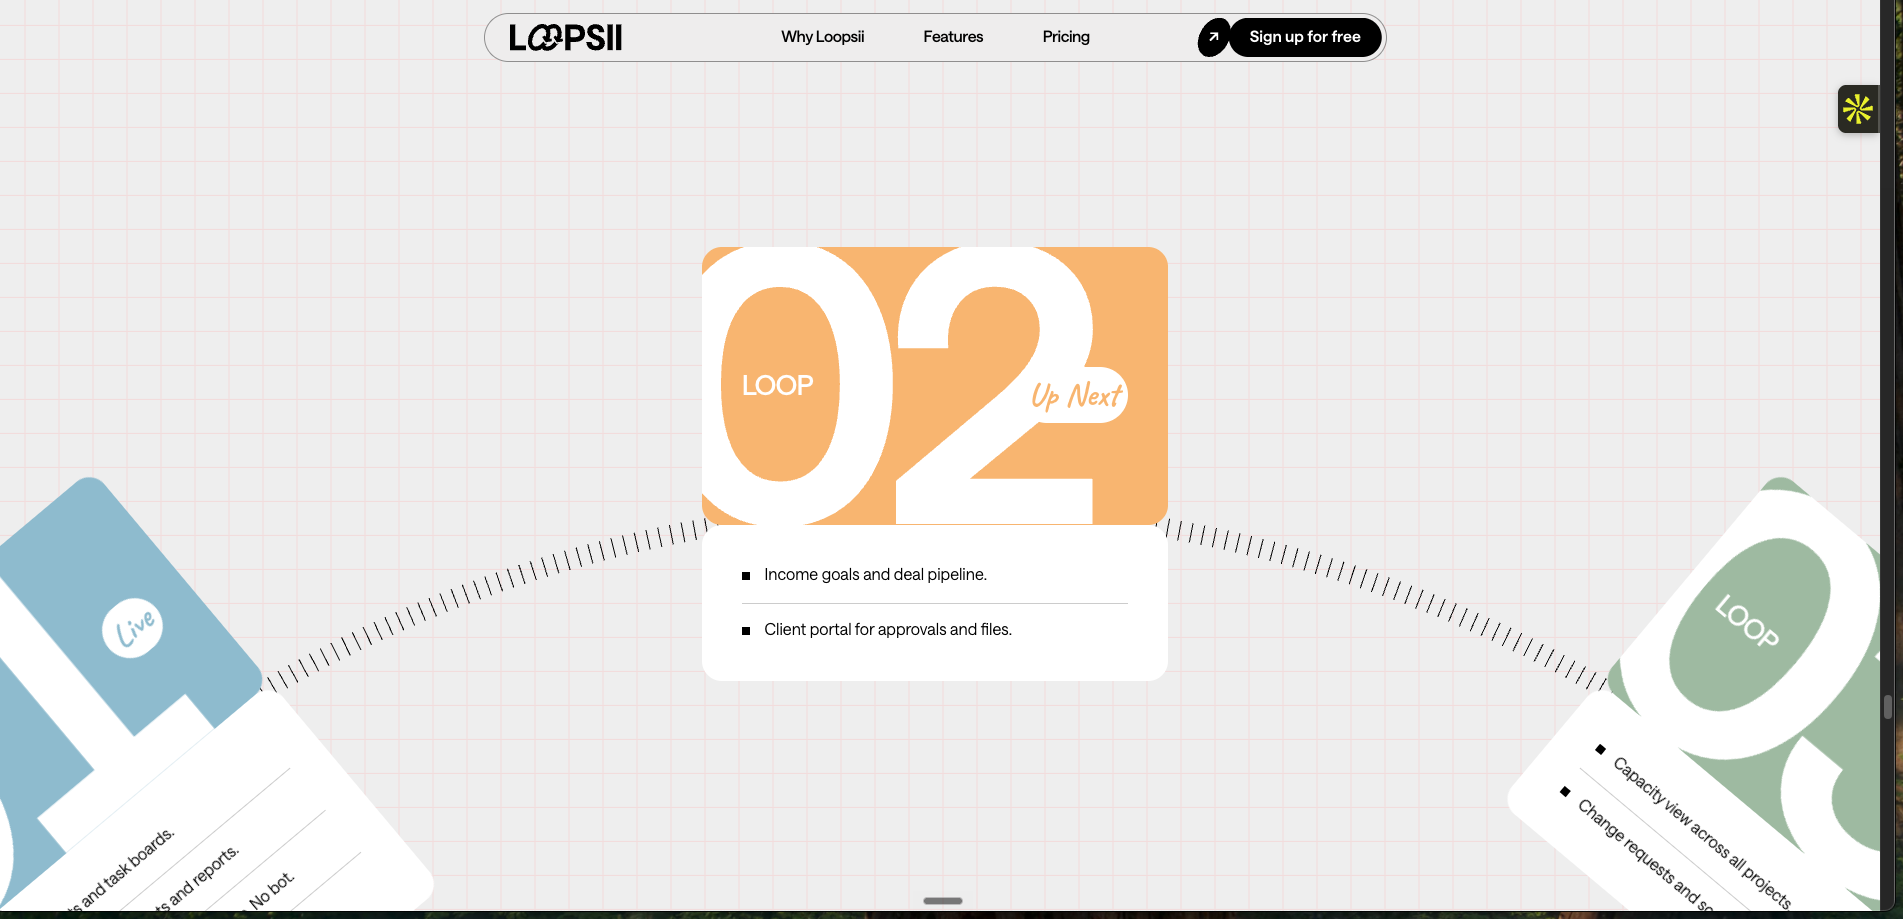 LOOPSII
Why Loopsii
Features
Pricing
Sign up for free
02
LOOP
Up Next
Income goals and deal pipeline.
Client portal for approvals and files.
Live
and task boards.
and reports.
No bot.
LOOP
Capacity view across all projects.
Change requests and